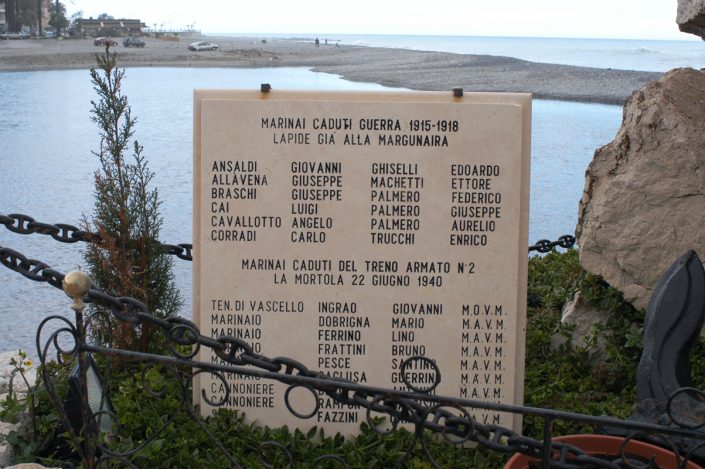 MARINAI CADUTI GUERRA 1915-1918
LAPIDE GIÁ ALLA MARGUNAIRA
ANSALDI GIOVANNI GHISELLI EDOARDO
ALLAVENA GIUSEPPE MACHETTI ETTORE
BRASCHI GIUSEPPE PALMERO FEDERICO
CAI LUIGI PALMERO GIUSEPPE
CAVALLOTTO ANGELO PALMERO AURELIO
CORRADI CARLO TRUCCHI ENRICO
MARINAI CADUTI DEL TRENO ARMATO N°2
LA MORTOLA 22 GIUGNO 1940
TEN. DI VASCELLO INGRAO GIOVANNI M.O.V.M.
MARINAIO DOBRIGNA MARIO M.A.V.M.
FERRINO LINO M.A.V.M.
FRATTINI BRUNO M.A.V.M.
PESCE M.A.V.M.
M.A.V.M.
CANNONIERE M.A.V.M.
CANNONIERE FAZZINI M.A.V.M.